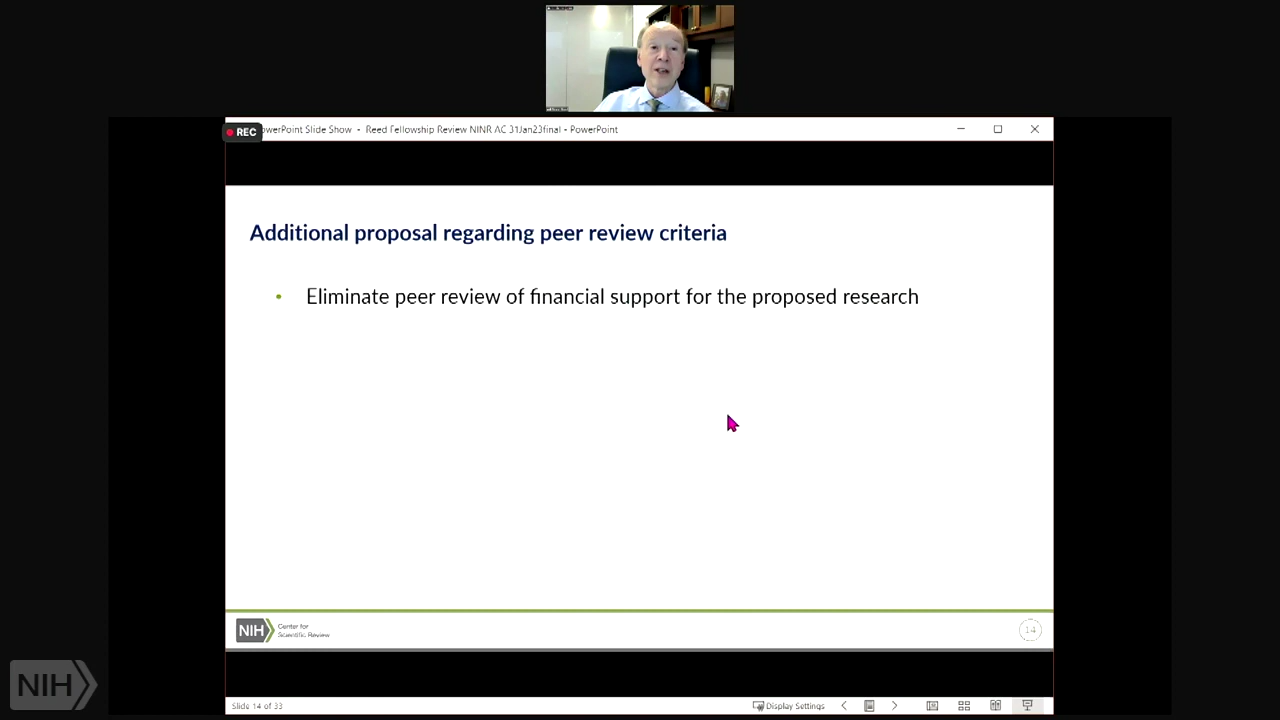 REC
owerPoint Slide Show - Reed Fellowship Review NINR AC 31Jan23final - PowerPoint
Additional proposal regarding peer review criteria
• Eliminate peer review of financial support for the proposed research
NIH
Center for
Scientific Review
14
NIH
Slide 14 of 33
Display Settings